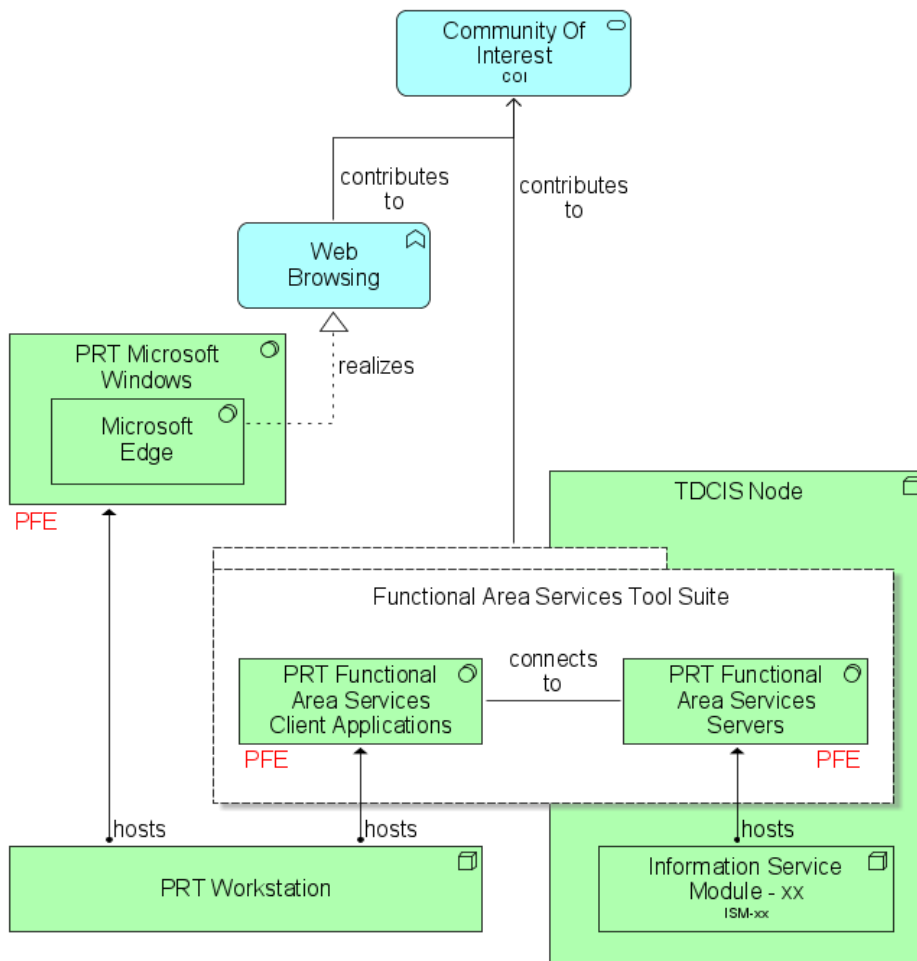 Community Of
Interest
COI
contributes
to
contributes
to
Web
Browsing
PRT Microsoft
Windows
realizes
Microsoft
Edge
PFE
TDCIS Node
Functional Area Services Tool Suite
PRT Functional
Area Services
Client Applications
connects
to
PRT Functional
Area Services
Servers
PFE
PFE
hosts
hosts
hosts
PRT Workstation
Information Service
Module - xx
ISM-xx